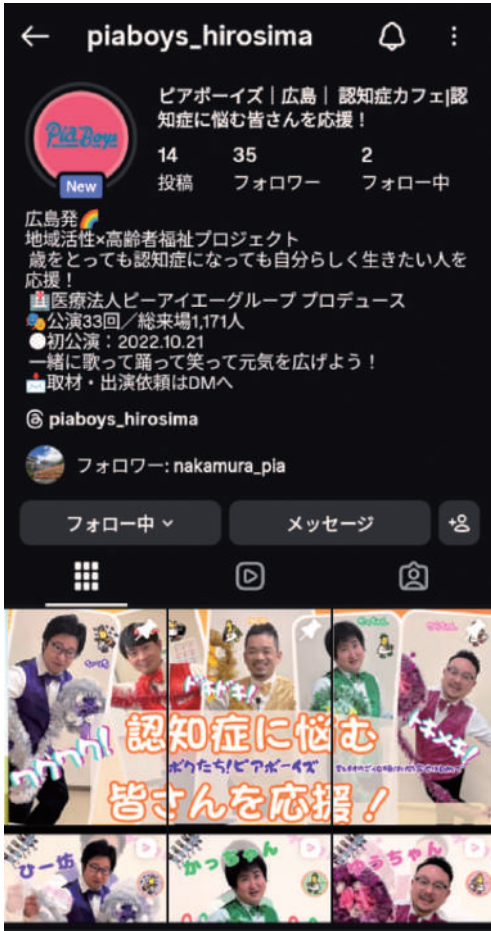 piaboys_hirosima
Pia Boys
New
ピアボーイズ｜広島｜ 認知症カフェ|認
知症に悩む皆さんを応援！
14 35 2
投稿 フォロワー フォロー中
広島発🌈
地域活性×高齢者福祉プロジェクト
歳をとっても認知症になっても自分らしく生きたい人を
応援！
🏥医療法人ピーアイエーグループ プロデュース
🎭公演33回／総来場1,171人
⚪初公演：2022.10.21
一緒に歌って踊って笑って元気を広げよう！
📩取材・出演依頼はDMへ
piaboys_hirosima
フォロワー: nakamura_pia
フォロー中
メッセージ
ドキドキ！
トキメキ！
ワクワク！
認知症に悩む
ボクたち！ピアボーイズ
皆さんを応援！
ひー坊
かっちゃん
ゆうちゃん